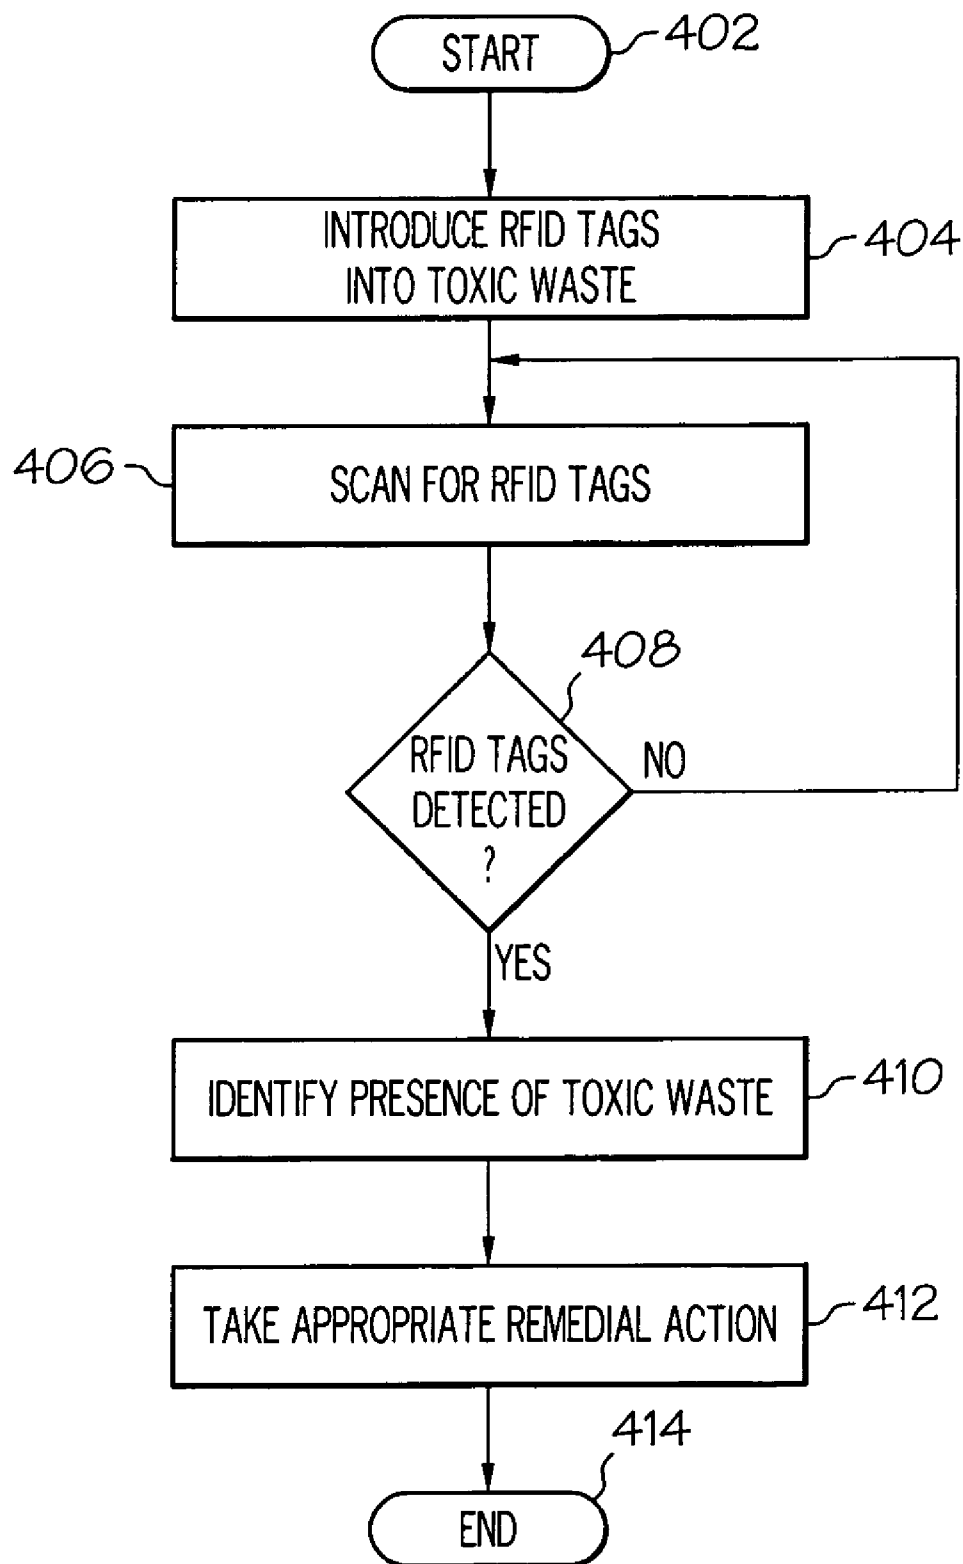 START
402
INTRODUCE RFID TAGS
INTO TOXIC WASTE
404
406
SCAN FOR RFID TAGS
408
RFID TAGS
DETECTED
?
NO
YES
IDENTIFY PRESENCE OF TOXIC WASTE
410
TAKE APPROPRIATE REMEDIAL ACTION
412
414
END